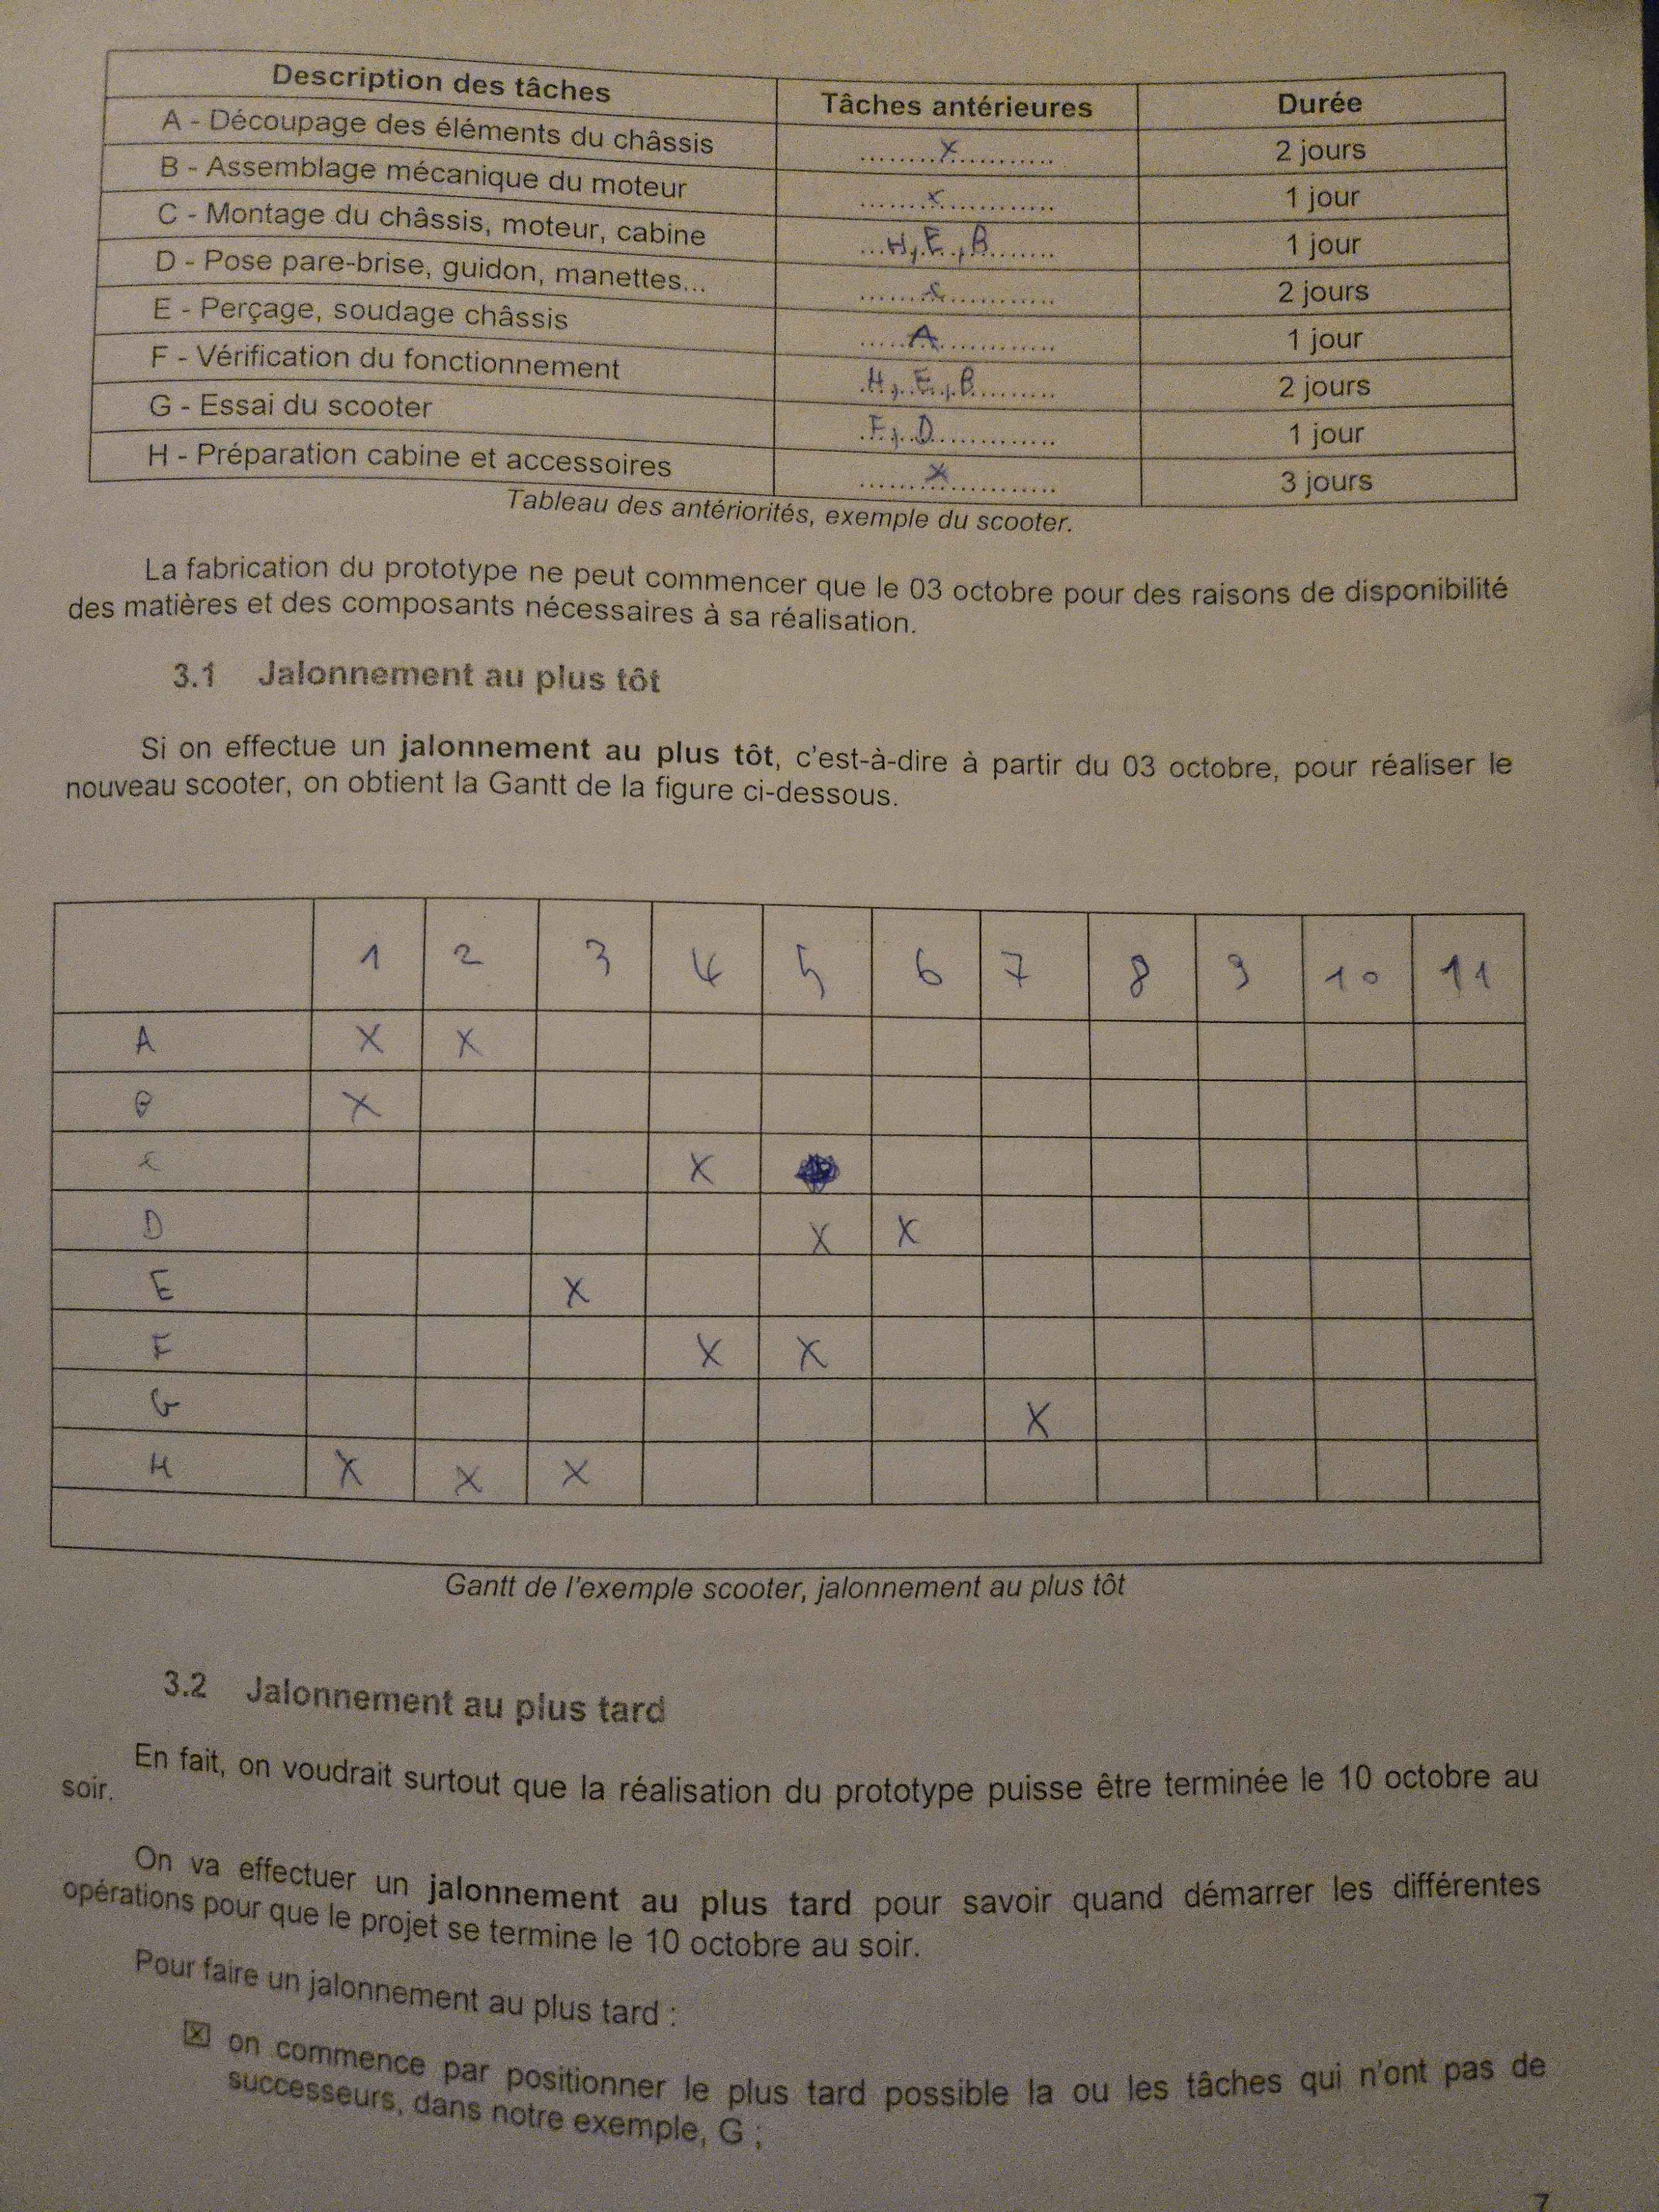 Description des tâches Tâches antérieures Durée
A - Découpage des éléments du châssis x 2 jours
B - Assemblage mécanique du moteur x 1 jour
C - Montage du châssis, moteur, cabine H, E, B 1 jour
D - Pose pare-brise, guidon, manettes... c 2 jours
E - Perçage, soudage châssis A 1 jour
F - Vérification du fonctionnement H, E, B 2 jours
G - Essai du scooter F, D 1 jour
H - Préparation cabine et accessoires x 3 jours
Tableau des antériorités, exemple du scooter.
La fabrication du prototype ne peut commencer que le 03 octobre pour des raisons de disponibilité
des matières et des composants nécessaires à sa réalisation.
3.1 Jalonnement au plus tôt
Si on effectue un jalonnement au plus tôt, c'est-à-dire à partir du 03 octobre, pour réaliser le
nouveau scooter, on obtient la Gantt de la figure ci-dessous.
1 2 3 4 5 6 7 8 9 10 11
A X X
B X
C X
D X X
E X
F X X
G X
H X X X
Gantt de l'exemple scooter, jalonnement au plus tôt
3.2 Jalonnement au plus tard
En fait, on voudrait surtout que la réalisation du prototype puisse être terminée le 10 octobre au
soir.
On va effectuer un jalonnement au plus tard pour savoir quand démarrer les différentes
opérations pour que le projet se termine le 10 octobre au soir.
Pour faire un jalonnement au plus tard :
☒ on commence par positionner le plus tard possible la ou les tâches qui n'ont pas de
successeurs, dans notre exemple, G ;
7